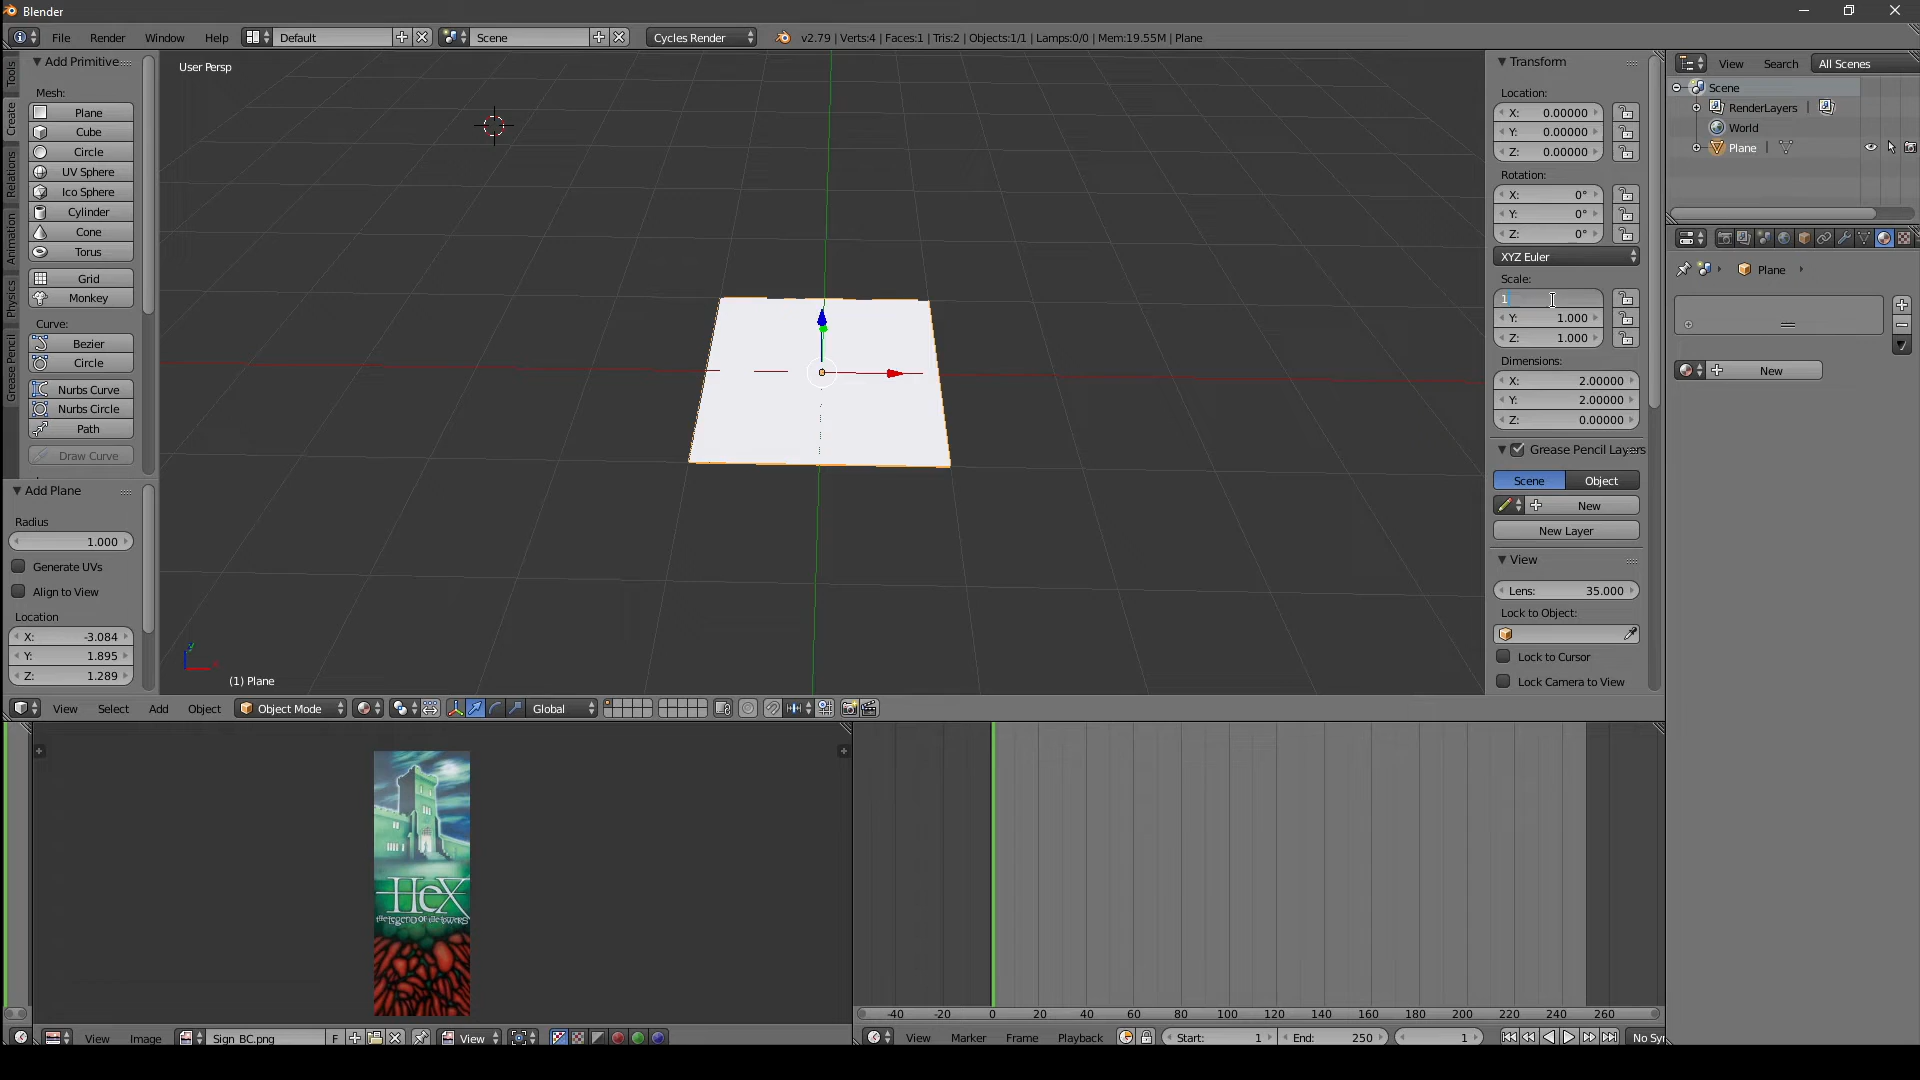 Blender
File Render Window Help Default Scene Cycles Render v2.79 | Verts:4 | Faces:1 | Tris:2 | Objects:1/1 | Lamps:0/0 | Mem:19.55M | Plane
Tools
Create
Relations
Animation
Physics
Grease Pencil
Add Primitive
Mesh:
Plane
Cube
Circle
UV Sphere
Ico Sphere
Cylinder
Cone
Torus
Grid
Monkey
Curve:
Bezier
Circle
Nurbs Curve
Nurbs Circle
Path
Draw Curve
Add Plane
Radius
1.000
Generate UVs
Align to View
Location
X: -3.084
Y: 1.895
Z: 1.289
User Persp
(1) Plane
Transform
Location:
X: 0.00000
Y: 0.00000
Z: 0.00000
Rotation:
X: 0°
Y: 0°
Z: 0°
XYZ Euler
Scale:
1
Y: 1.000
Z: 1.000
Dimensions:
X: 2.00000
Y: 2.00000
Z: 0.00000
Grease Pencil Layers
Scene Object
New
New Layer
View
Lens: 35.000
Lock to Object:
Lock to Cursor
Lock Camera to View
View Search All Scenes
Scene
RenderLayers |
World
Plane |
Plane
New
View Select Add Object Object Mode Global
HeX
the legend of the towers
-40 -20 0 20 40 60 80 100 120 140 160 180 200 220 240 260
View Image Sign BC.png F View
View Marker Frame Playback Start: 1 End: 250 1 No Syn